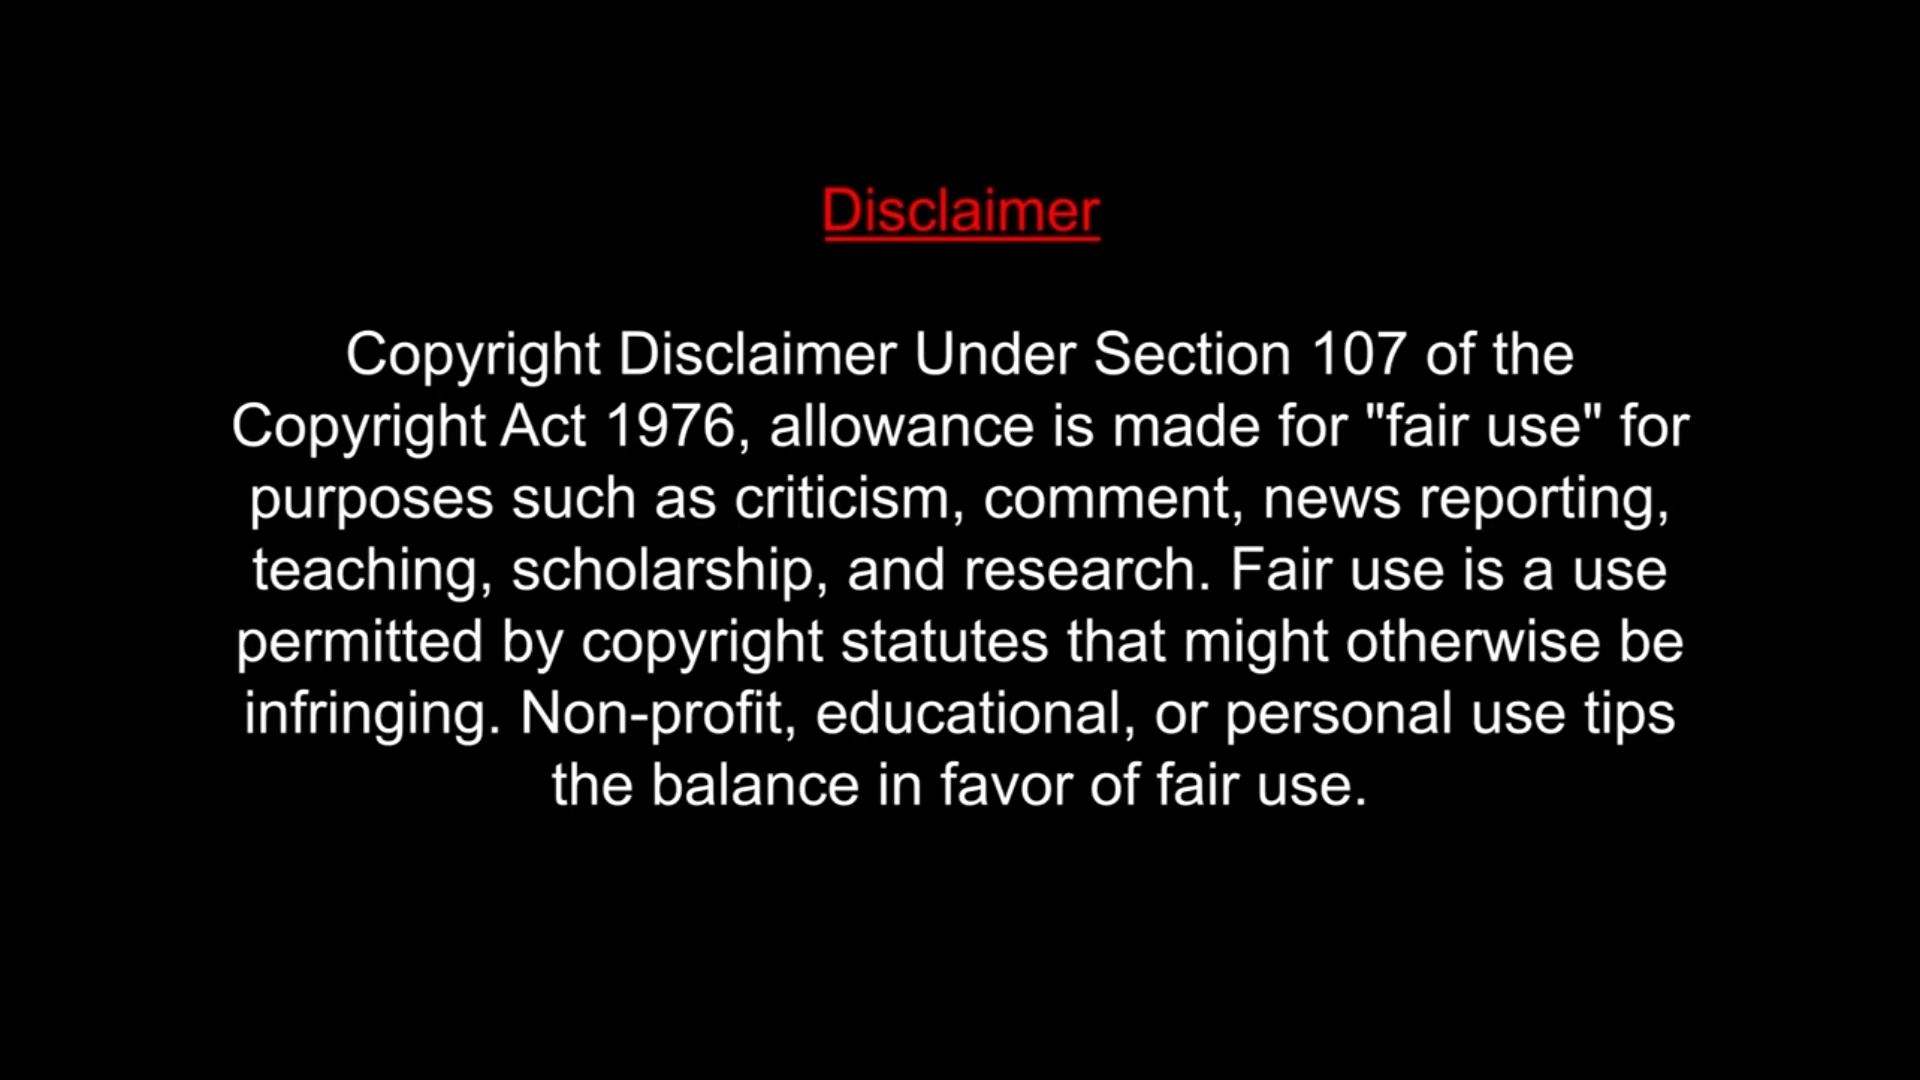 Disclaimer
Copyright Disclaimer Under Section 107 of the
Copyright Act 1976, allowance is made for "fair use" for
purposes such as criticism, comment, news reporting,
teaching, scholarship, and research. Fair use is a use
permitted by copyright statutes that might otherwise be
infringing. Non-profit, educational, or personal use tips
the balance in favor of fair use.